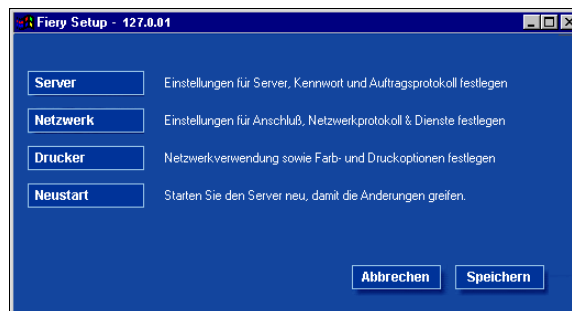 Fiery Setup - 127.0.01
Server Einstellungen für Server, Kennwort und Auftragsprotokoll festlegen
Netzwerk Einstellungen für Anschluß, Netzwerkprotokoll & Dienste festlegen
Drucker Netzwerkverwendung sowie Farb- und Druckoptionen festlegen
Neustart Starten Sie den Server neu, damit die Anderungen greifen.
Abbrechen Speichern